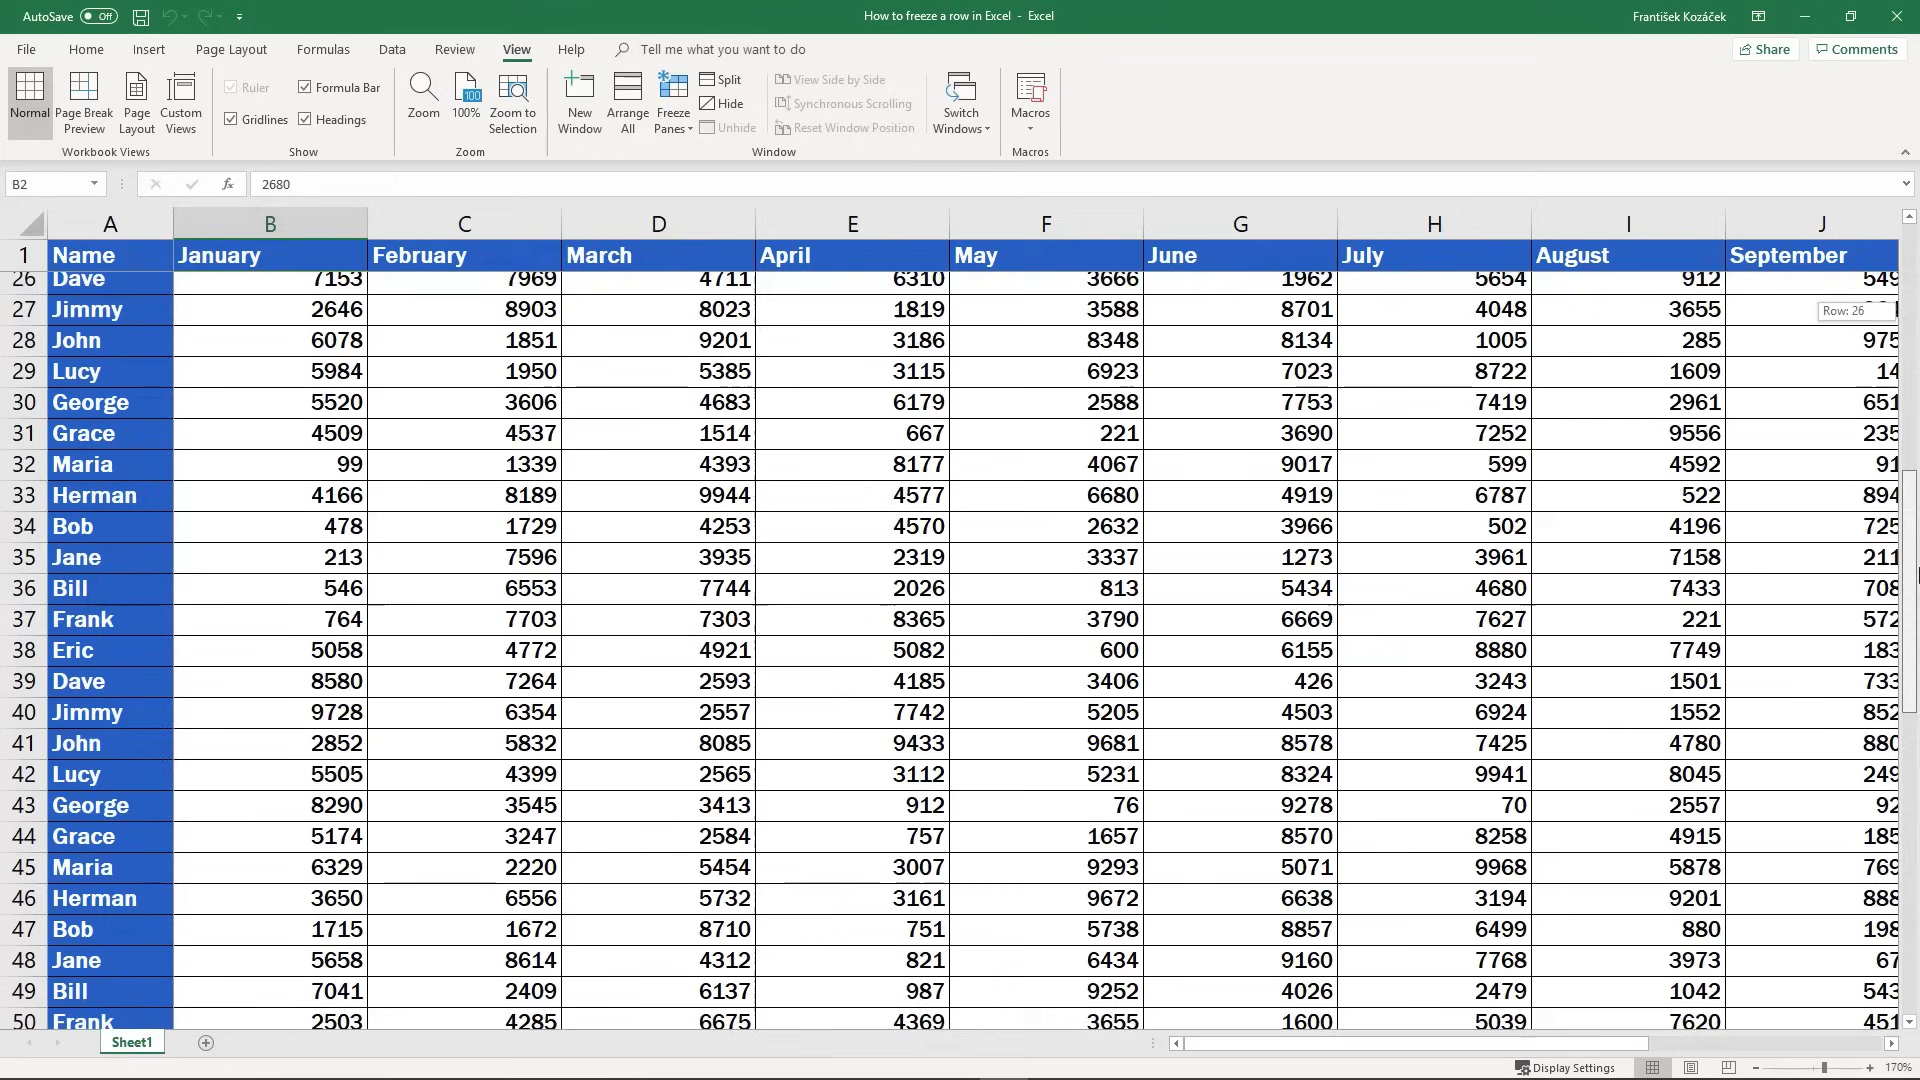 AutoSave Off How to freeze a row in Excel - Excel František Kozáček
File Home Insert Page Layout Formulas Data Review View Help Tell me what you want to do Share Comments
Normal Page Break Preview Page Layout Custom Views
Workbook Views
Ruler Formula Bar
Gridlines Headings
Show
Zoom 100% Zoom to Selection
Zoom
New Window Arrange All Freeze Panes
Split
Hide
Unhide
View Side by Side
Synchronous Scrolling
Reset Window Position
Switch Windows
Window
Macros
Macros
B2 fx 2680
A B C D E F G H I J
1 Name January February March April May June July August September
26 Dave 7153 7969 4711 6310 3666 1962 5654 912 549
27 Jimmy 2646 8903 8023 1819 3588 8701 4048 3655
Row: 26
28 John 6078 1851 9201 3186 8348 8134 1005 285 975
29 Lucy 5984 1950 5385 3115 6923 7023 8722 1609 14
30 George 5520 3606 4683 6179 2588 7753 7419 2961 651
31 Grace 4509 4537 1514 667 221 3690 7252 9556 235
32 Maria 99 1339 4393 8177 4067 9017 599 4592 91
33 Herman 4166 8189 9944 4577 6680 4919 6787 522 894
34 Bob 478 1729 4253 4570 2632 3966 502 4196 725
35 Jane 213 7596 3935 2319 3337 1273 3961 7158 211
36 Bill 546 6553 7744 2026 813 5434 4680 7433 708
37 Frank 764 7703 7303 8365 3790 6669 7627 221 572
38 Eric 5058 4772 4921 5082 600 6155 8880 7749 183
39 Dave 8580 7264 2593 4185 3406 426 3243 1501 733
40 Jimmy 9728 6354 2557 7742 5205 4503 6924 1552 852
41 John 2852 5832 8085 9433 9681 8578 7425 4780 880
42 Lucy 5505 4399 2565 3112 5231 8324 9941 8045 249
43 George 8290 3545 3413 912 76 9278 70 2557 92
44 Grace 5174 3247 2584 757 1657 8570 8258 4915 185
45 Maria 6329 2220 5454 3007 9293 5071 9968 5878 769
46 Herman 3650 6556 5732 3161 9672 6638 3194 9201 888
47 Bob 1715 1672 8710 751 5738 8857 6499 880 198
48 Jane 5658 8614 4312 821 6434 9160 7768 3973 67
49 Bill 7041 2409 6137 987 9252 4026 2479 1042 543
50 Frank 2503 4285 6675 4369 3655 1600 5039 7620 451
Sheet1
Display Settings 170%